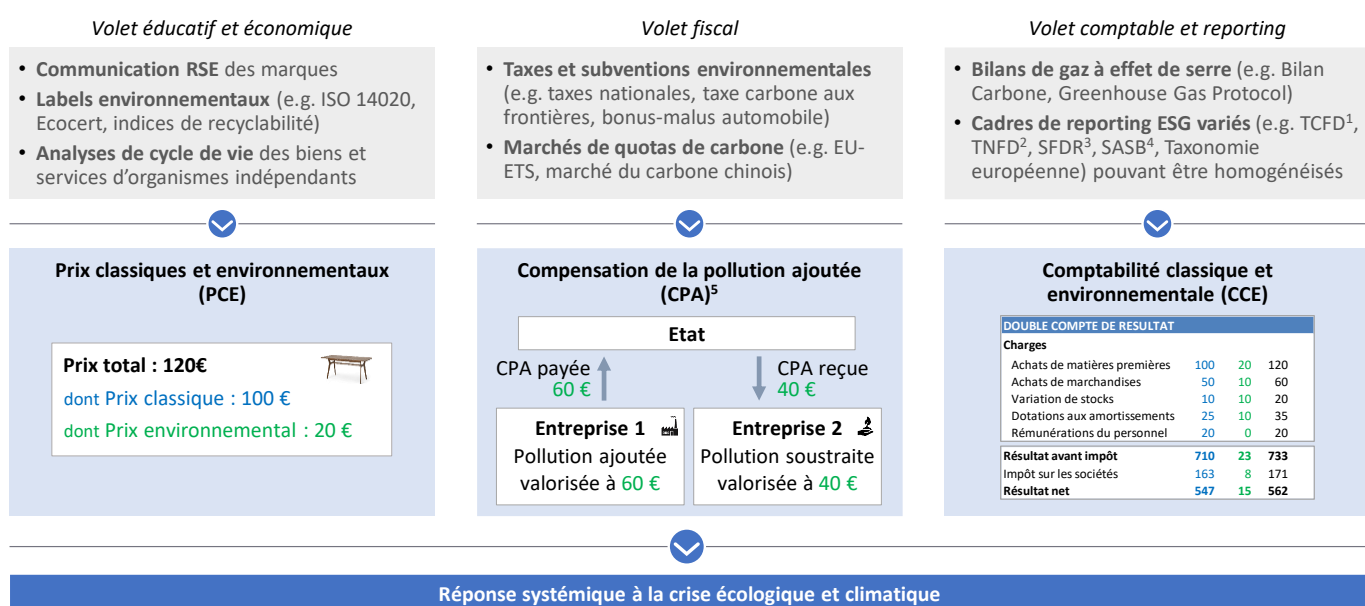 Volet éducatif et économique
• Communication RSE des marques
• Labels environnementaux (e.g. ISO 14020,
Ecocert, indices de recyclabilité)
• Analyses de cycle de vie des biens et
services d’organismes indépendants
Prix classiques et environnementaux
(PCE)
Prix total : 120€
dont Prix classique : 100 €
dont Prix environnemental : 20 €
Volet fiscal
• Taxes et subventions environnementales
(e.g. taxes nationales, taxe carbone aux
frontières, bonus-malus automobile)
• Marchés de quotas de carbone (e.g. EU-
ETS, marché du carbone chinois)
Compensation de la pollution ajoutée
(CPA)⁵
Etat
CPA payée
60 €
CPA reçue
40 €
Entreprise 1
Pollution ajoutée
valorisée à 60 €
Entreprise 2
Pollution soustraite
valorisée à 40 €
Volet comptable et reporting
• Bilans de gaz à effet de serre (e.g. Bilan
Carbone, Greenhouse Gas Protocol)
• Cadres de reporting ESG variés (e.g. TCFD¹,
TNFD², SFDR³, SASB⁴, Taxonomie
européenne) pouvant être homogénéisés
Comptabilité classique et
environnementale (CCE)
DOUBLE COMPTE DE RESULTAT
Charges
Achats de matières premières 100 20 120
Achats de marchandises 50 10 60
Variation de stocks 10 10 20
Dotations aux amortissements 25 10 35
Rémunérations du personnel 20 0 20
Résultat avant impôt 710 23 733
Impôt sur les sociétés 163 8 171
Résultat net 547 15 562
Réponse systémique à la crise écologique et climatique